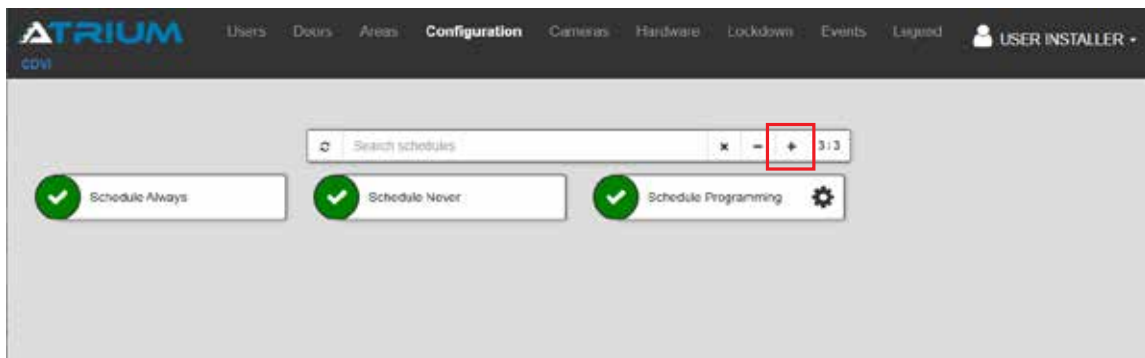 ATRIUM
CDVI
Users Doors Areas Configuration Cameras Hardware Lockdown Events Legend USER INSTALLER
Search schedules 3:3
Schedule Always Schedule Never Schedule Programming